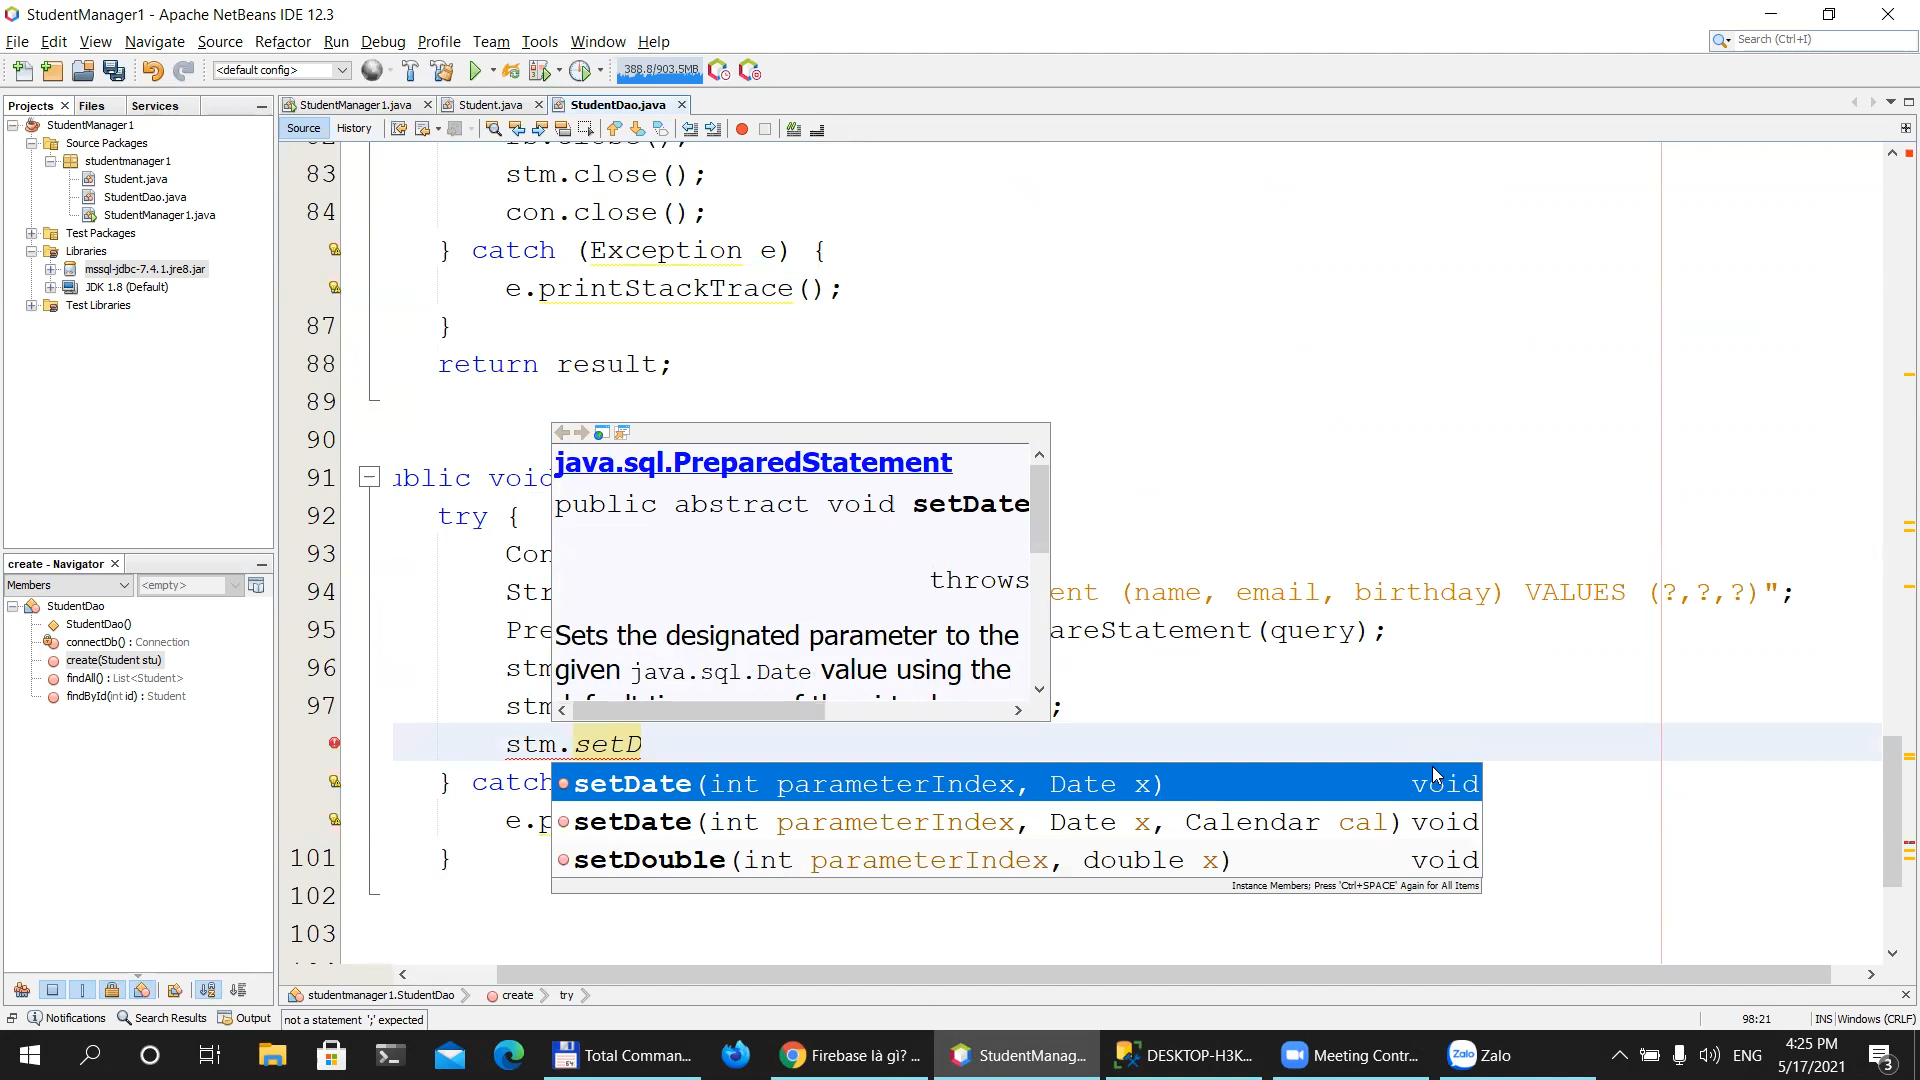 StudentManager1 - Apache NetBeans IDE 12.3
File Edit View Navigate Source Refactor Run Debug Profile Team Tools Window Help
Search (Ctrl+I)
<default config>
388.8/903.5MB
Projects Files Services
StudentManager1.java Student.java StudentDao.java
Source History
StudentManager1
Source Packages
studentmanager1
Student.java
StudentDao.java
StudentManager1.java
Test Packages
Libraries
mssql-jdbc-7.4.1.jre8.jar
JDK 1.8 (Default)
Test Libraries
create - Navigator
Members <empty>
StudentDao
StudentDao()
connectDb() : Connection
create(Student stu)
findAll() : List<Student>
findById(int id) : Student
83 stm.close();
84 con.close();
} catch (Exception e) {
e.printStackTrace();
87 }
88 return result;
89
90
91 ublic void
92 try {
93 Con
94 Str ent (name, email, birthday) VALUES (?,?,?)";
95 Pre areStatement(query);
96 stm
97 stm ;
stm.setD
} catch
e.p
101 }
102
103
java.sql.PreparedStatement
public abstract void setDate
throws
Sets the designated parameter to the
given java.sql.Date value using the
setDate(int parameterIndex, Date x) void
setDate(int parameterIndex, Date x, Calendar cal) void
setDouble(int parameterIndex, double x) void
Instance Members; Press 'Ctrl+SPACE' Again for All Items
studentmanager1.StudentDao create try
Notifications Search Results Output not a statement ';' expected
98:21 INS Windows (CRLF)
Total Comman... Firebase là gì? ... StudentManag... DESKTOP-H3K... Meeting Contr... Zalo
ENG
4:25 PM
5/17/2021
3